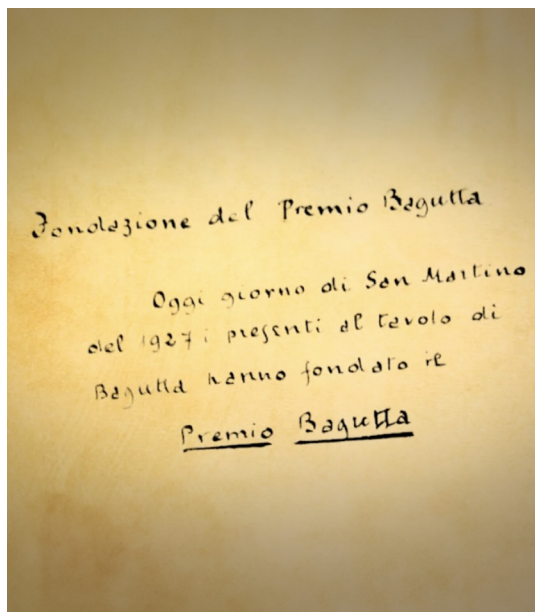 Fondazione del Premio Bagutta
Oggi giorno di San Martino
del 1927 i presenti al tavolo di
Bagutta hanno fondato il
Premio Bagutta